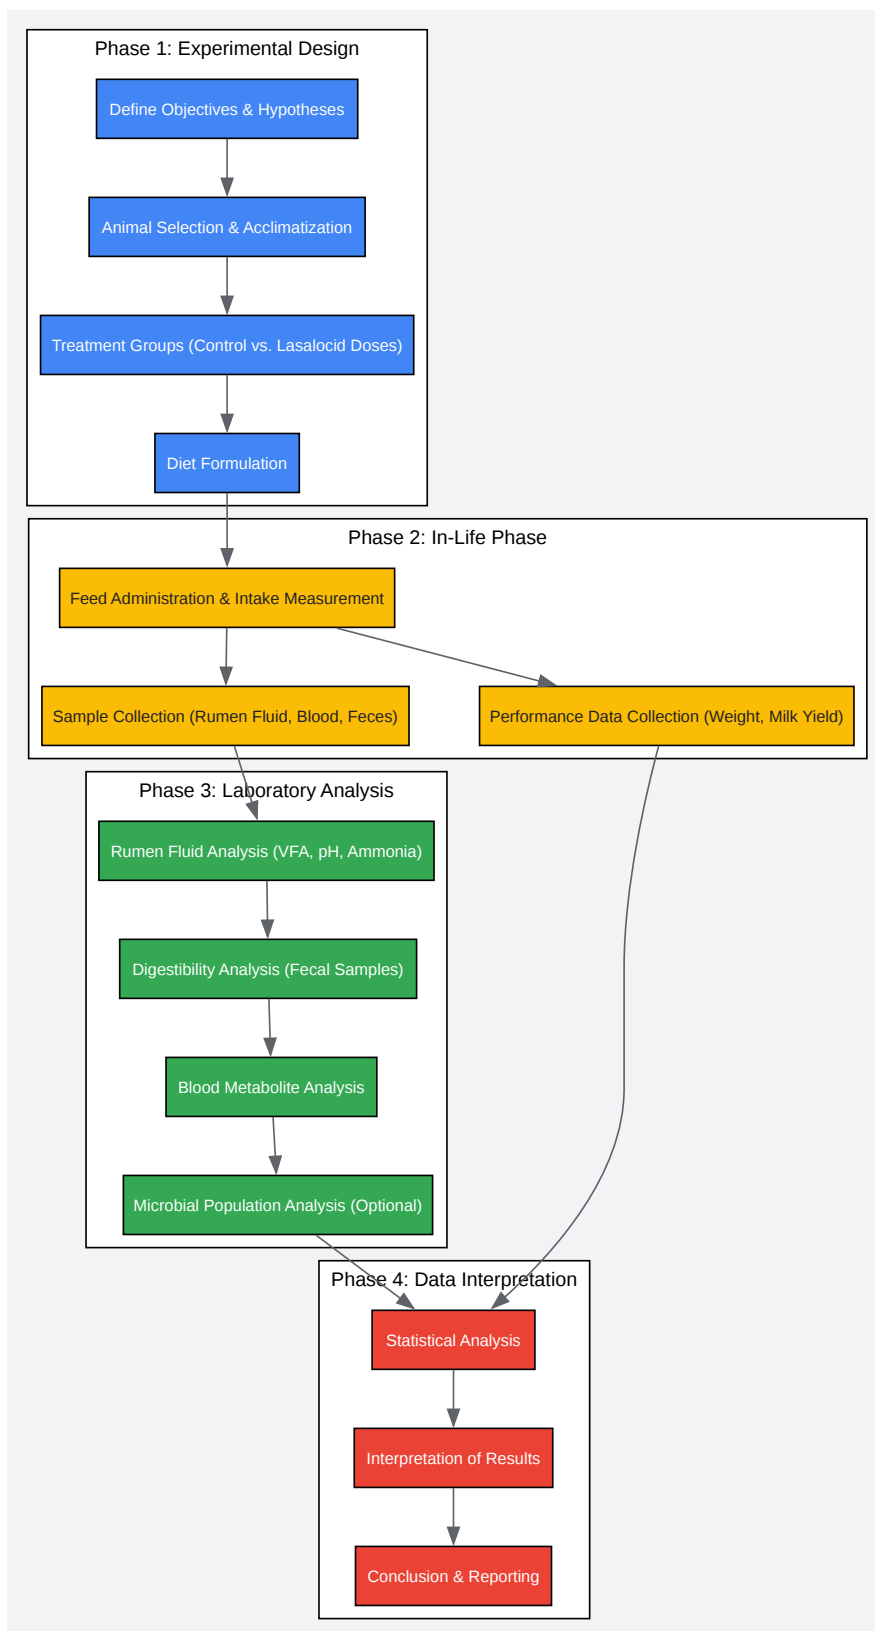 Phase 1: Experimental Design
Define Objectives & Hypotheses
Animal Selection & Acclimatization
Treatment Groups (Control vs. Lasalocid Doses)
Diet Formulation
Phase 2: In-Life Phase
Feed Administration & Intake Measurement
Sample Collection (Rumen Fluid, Blood, Feces)
Performance Data Collection (Weight, Milk Yield)
Phase 3: Laboratory Analysis
Rumen Fluid Analysis (VFA, pH, Ammonia)
Digestibility Analysis (Fecal Samples)
Blood Metabolite Analysis
Microbial Population Analysis (Optional)
Phase 4: Data Interpretation
Statistical Analysis
Interpretation of Results
Conclusion & Reporting